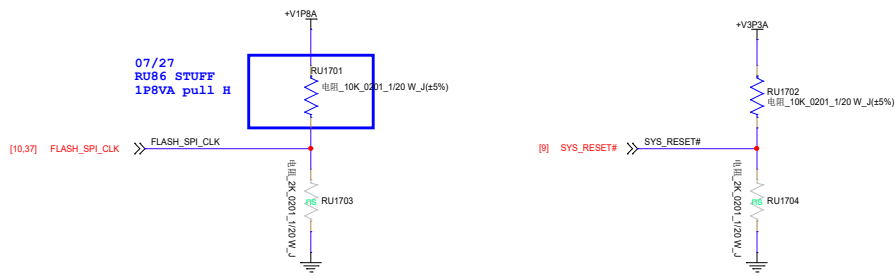 +V1P8A
07/27
RU86 STUFF
1P8VA pull H
RU1701
电阻_10K_0201_1/20 W_J(±5%)
[10,37] FLASH_SPI_CLK
FLASH_SPI_CLK
电阻_2K_0201_1/20 W_J
NS
RU1703
+V3P3A
RU1702
电阻_10K_0201_1/20 W_J(±5%)
[9] SYS_RESET#
SYS_RESET#
电阻_2K_0201_1/20 W_J
NS
RU1704